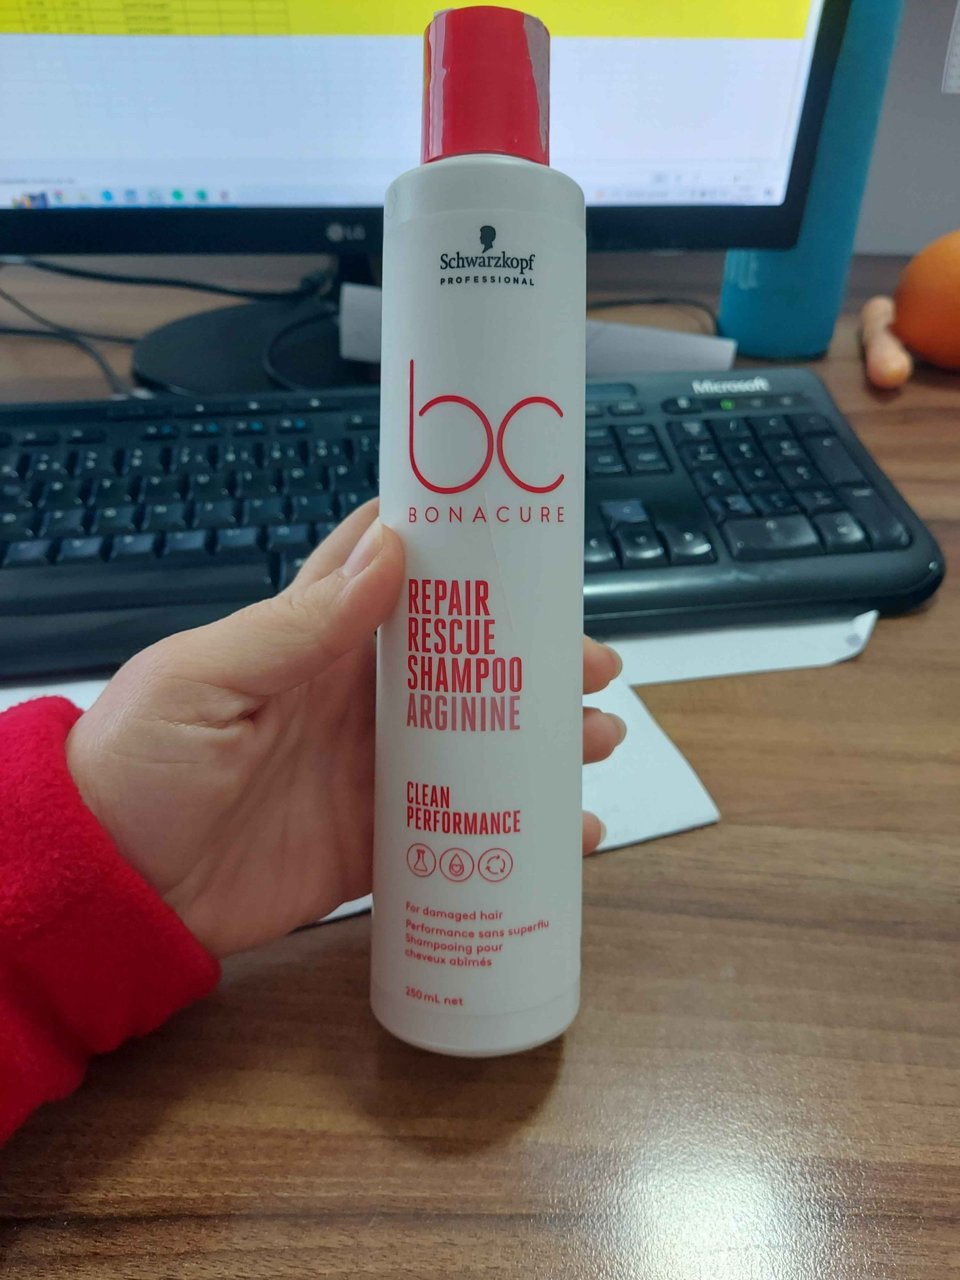 LG
Schwarzkopf
PROFESSIONAL
Microsoft
bc
BONACURE
REPAIR
RESCUE
SHAMPOO
ARGININE
CLEAN
PERFORMANCE
For damaged hair
Performance sans superflu
Shampooing pour
cheveux abîmés
250 mL net